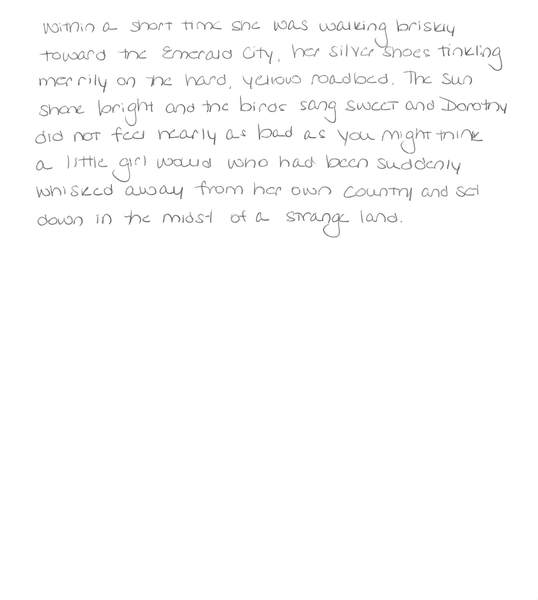 Within a short time she was walking briskly
toward the Emerald City, her silver shoes tinkling
merrily on the hard, yellow roadbed. The sun
shone bright and the birds sang sweet and Dorothy
did not feel nearly as bad as you might think
a little girl would who had been suddenly
whisked away from her own country and set
down in the midst of a strange land.